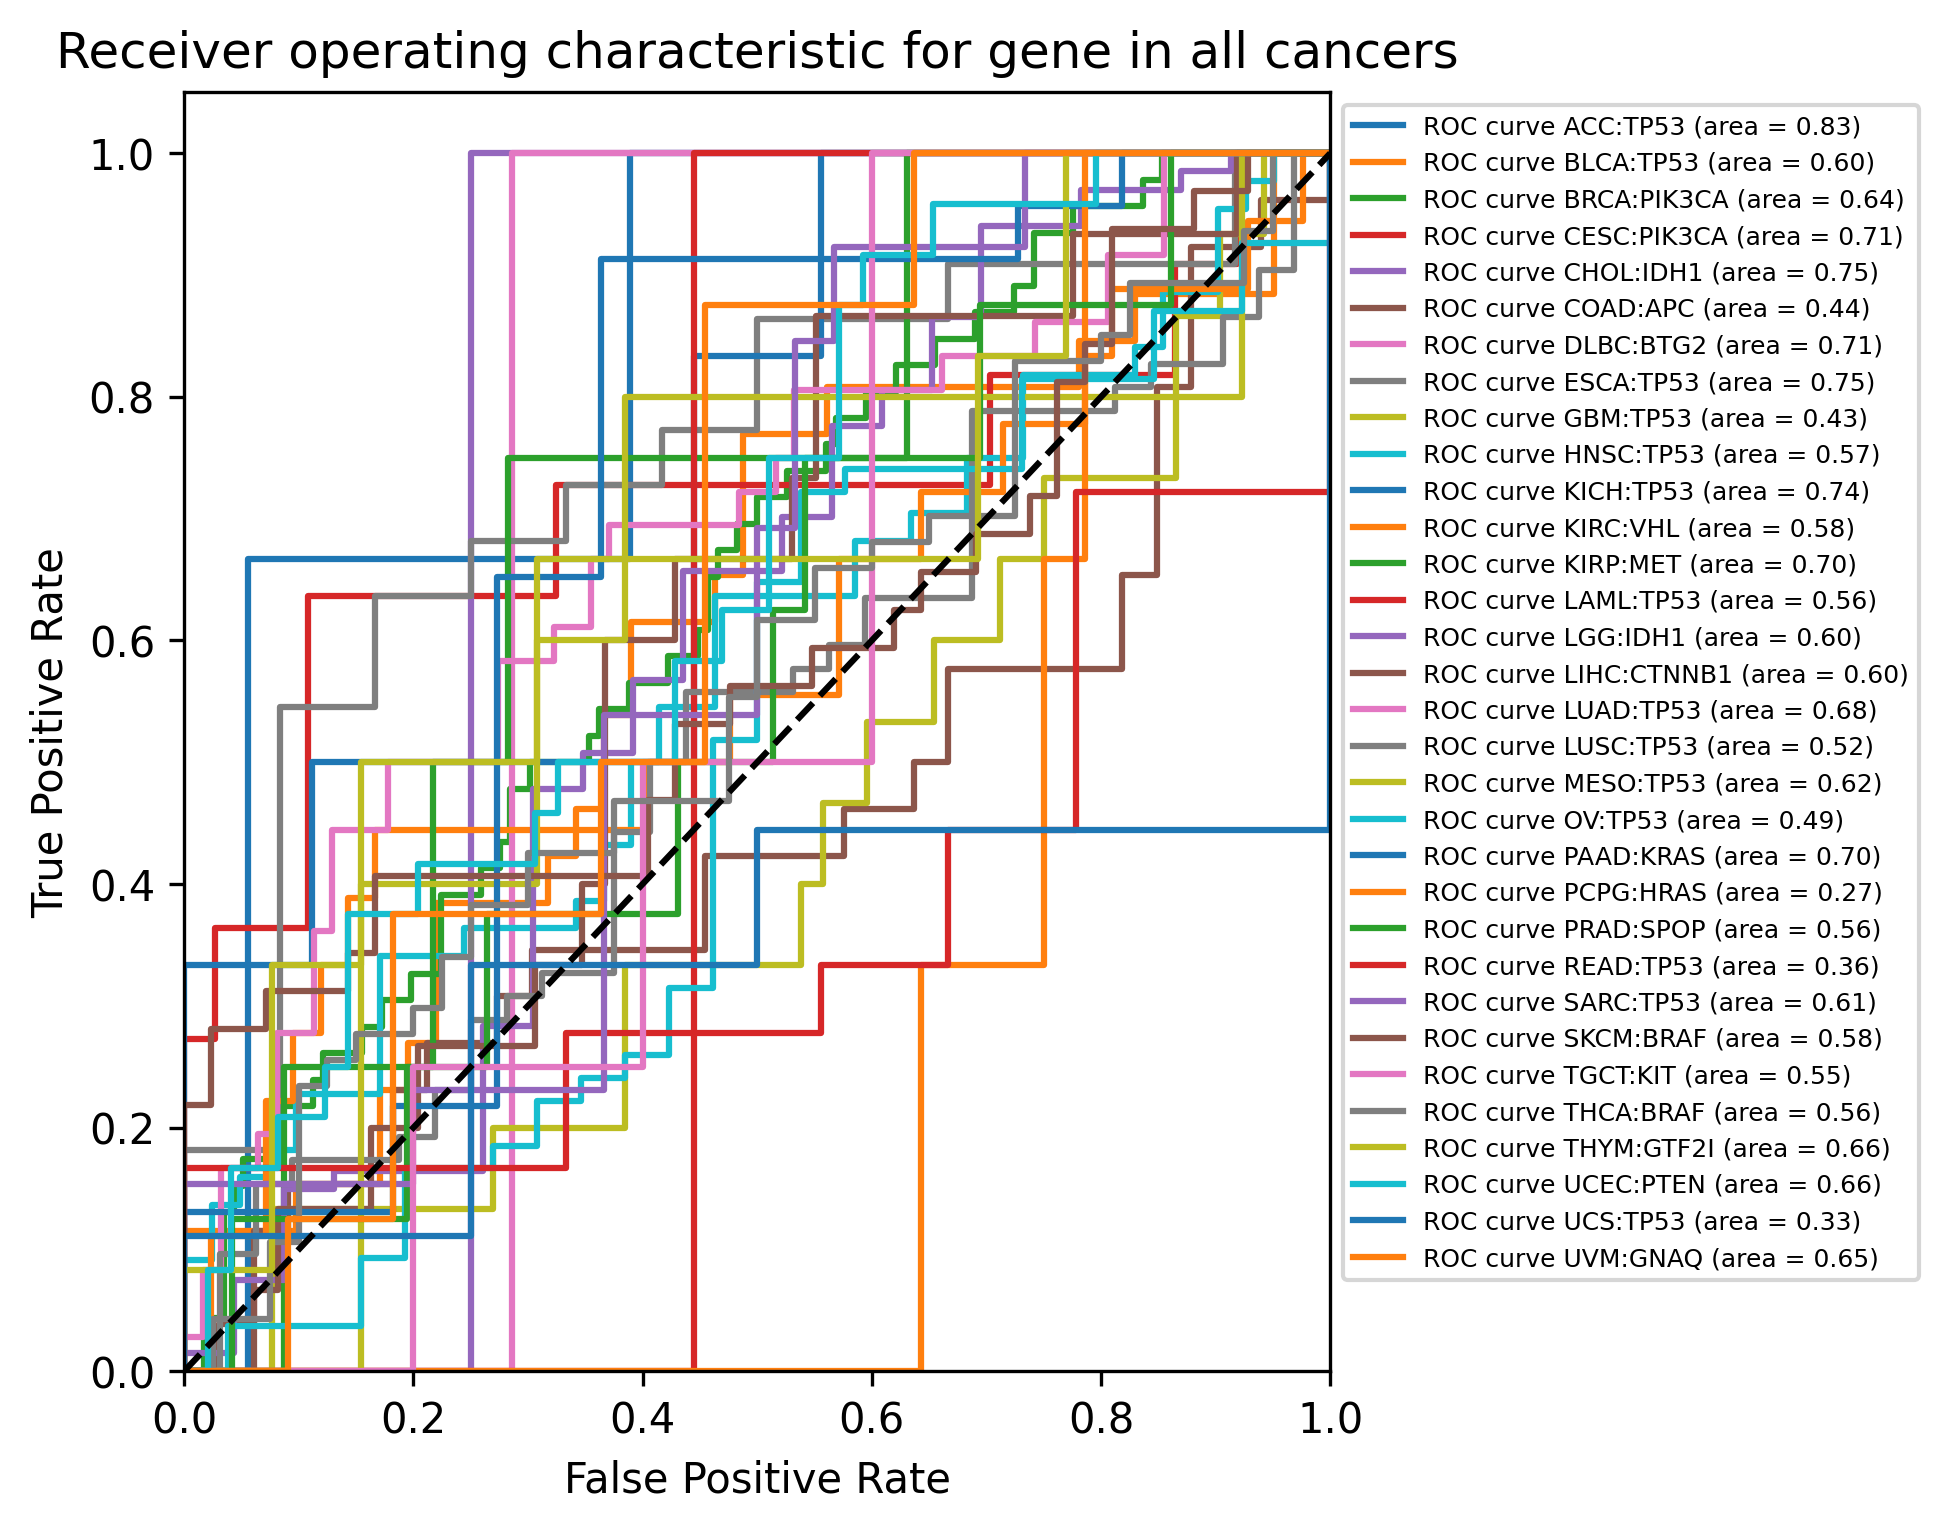 Receiver operating characteristic for gene in all cancers
True Positive Rate
1.0
0.8
0.6
0.4
0.2
0.0
0.0 0.2 0.4 0.6 0.8 1.0
False Positive Rate
ROC curve ACC:TP53 (area = 0.83)
ROC curve BLCA:TP53 (area = 0.60)
ROC curve BRCA:PIK3CA (area = 0.64)
ROC curve CESC:PIK3CA (area = 0.71)
ROC curve CHOL:IDH1 (area = 0.75)
ROC curve COAD:APC (area = 0.44)
ROC curve DLBC:BTG2 (area = 0.71)
ROC curve ESCA:TP53 (area = 0.75)
ROC curve GBM:TP53 (area = 0.43)
ROC curve HNSC:TP53 (area = 0.57)
ROC curve KICH:TP53 (area = 0.74)
ROC curve KIRC:VHL (area = 0.58)
ROC curve KIRP:MET (area = 0.70)
ROC curve LAML:TP53 (area = 0.56)
ROC curve LGG:IDH1 (area = 0.60)
ROC curve LIHC:CTNNB1 (area = 0.60)
ROC curve LUAD:TP53 (area = 0.68)
ROC curve LUSC:TP53 (area = 0.52)
ROC curve MESO:TP53 (area = 0.62)
ROC curve OV:TP53 (area = 0.49)
ROC curve PAAD:KRAS (area = 0.70)
ROC curve PCPG:HRAS (area = 0.27)
ROC curve PRAD:SPOP (area = 0.56)
ROC curve READ:TP53 (area = 0.36)
ROC curve SARC:TP53 (area = 0.61)
ROC curve SKCM:BRAF (area = 0.58)
ROC curve TGCT:KIT (area = 0.55)
ROC curve THCA:BRAF (area = 0.56)
ROC curve THYM:GTF2I (area = 0.66)
ROC curve UCEC:PTEN (area = 0.66)
ROC curve UCS:TP53 (area = 0.33)
ROC curve UVM:GNAQ (area = 0.65)